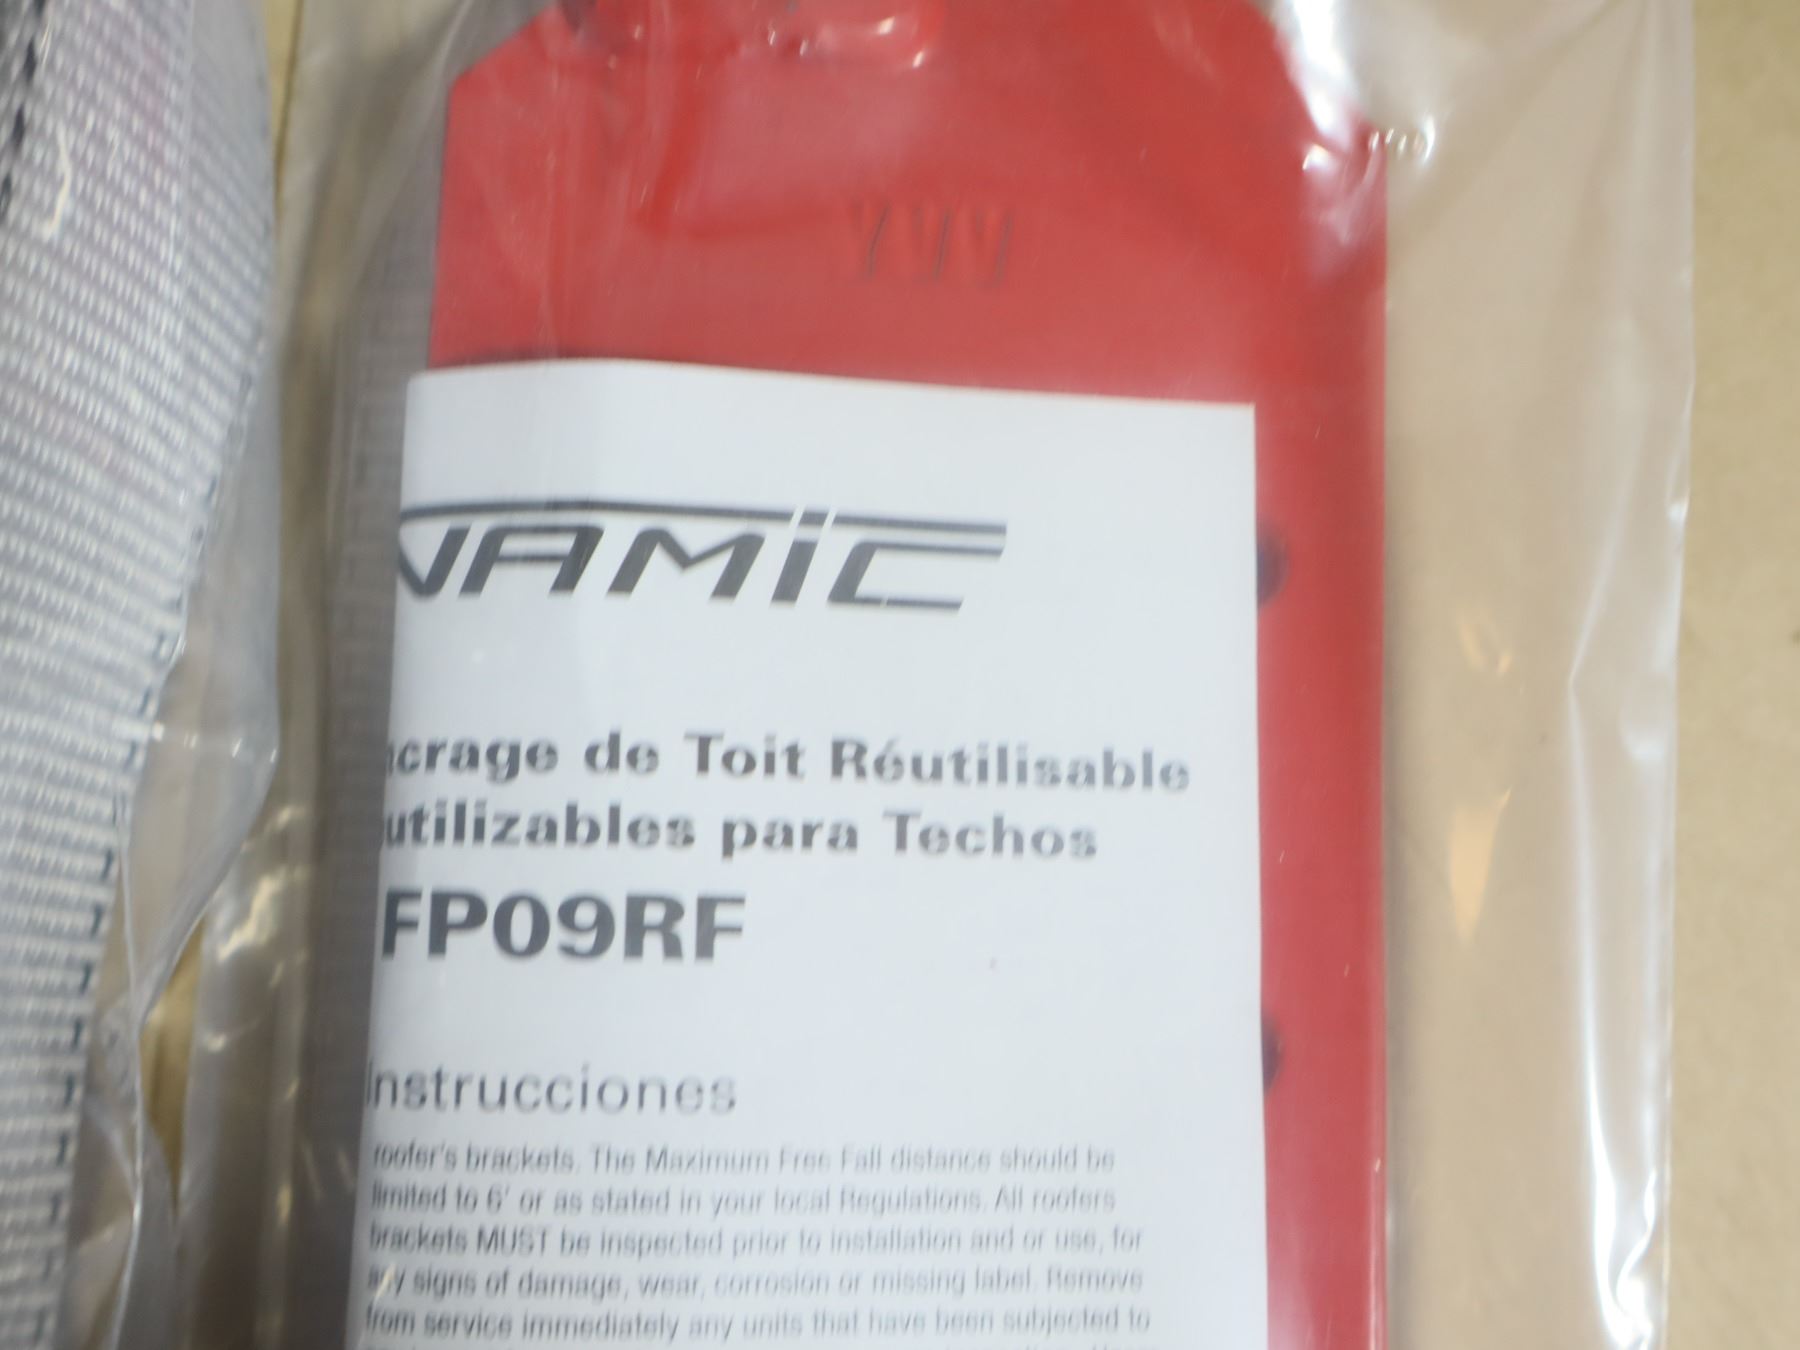 YVV
NAMIC
ncrage de Toit Réutilisable
utilizables para Techos
FP09RF
Instrucciones
roofer's brackets. The Maximum Free Fall distance should be
limited to 6' or as stated in your local Regulations. All roofers
brackets MUST be inspected prior to installation and or use, for
any signs of damage, wear, corrosion or missing label. Remove
from service immediately any units that have been subjected to